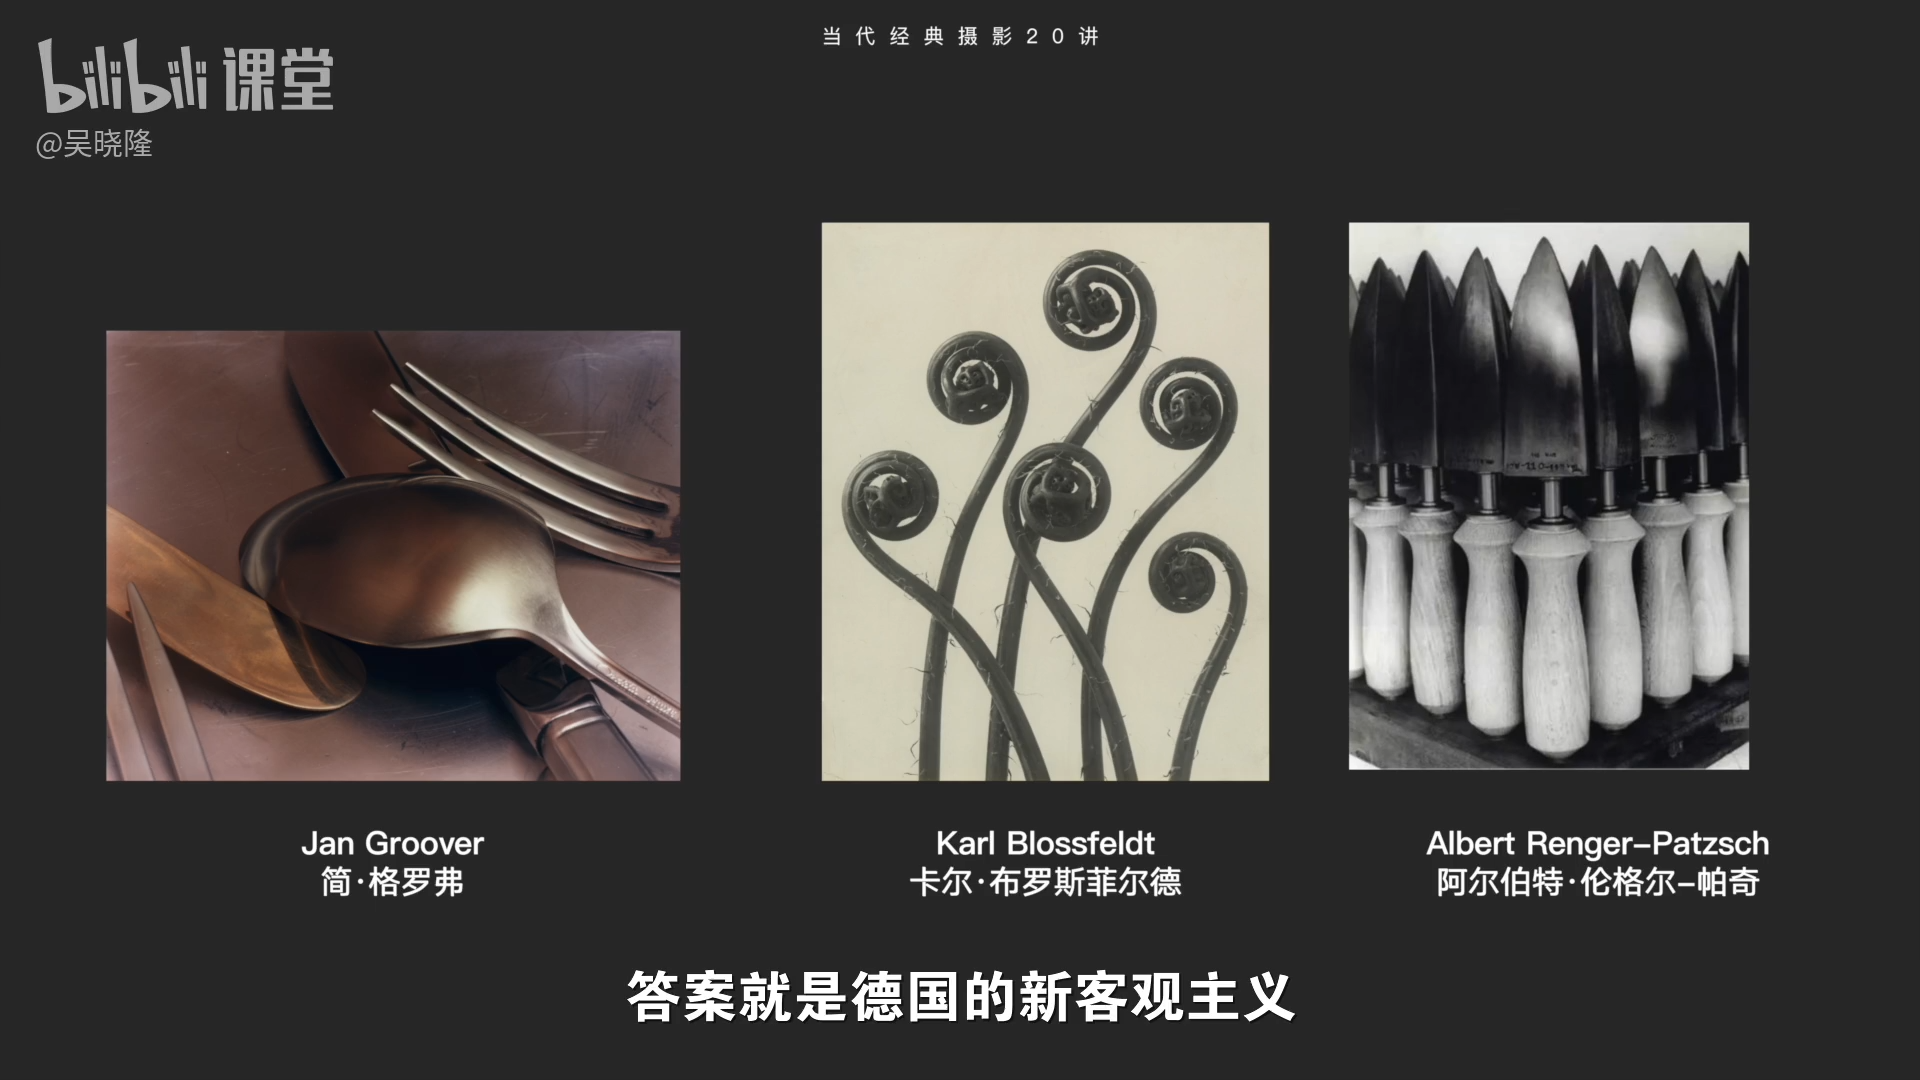 当代经典摄影20讲
bilibili 课堂
@吴晓隆
Jan Groover
简·格罗弗
Karl Blossfeldt
卡尔·布罗斯菲尔德
Albert Renger-Patzsch
阿尔伯特·伦格尔-帕奇
答案就是德国的新客观主义